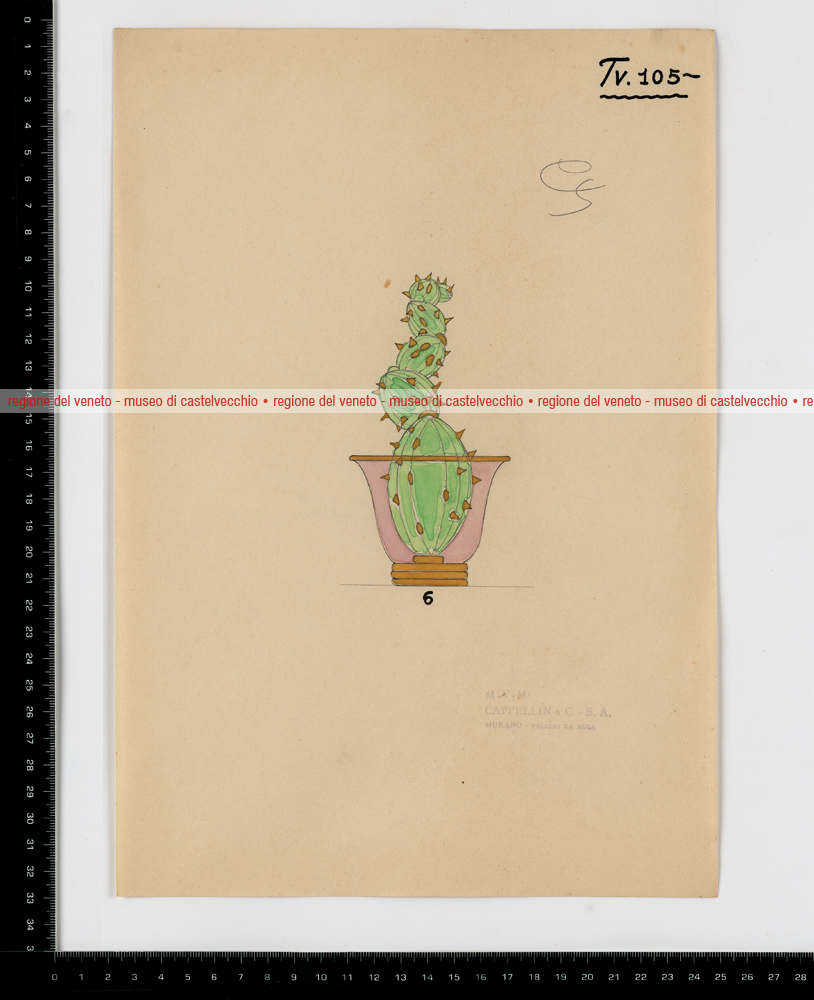 Tv. 105~
regione del veneto - museo di castelvecchio • regione del veneto - museo di castelvecchio • regione del veneto - museo di castelvecchio • re
6
CAPPELLIN & C. - S. A.
MURANO - PALAZZO DA MULA
0 1 2 3 4 5 6 7 8 9 10 11 12 13 14 15 16 17 18 19 20 21 22 23 24 25 26 27 28 29 30 31 32 33 34 3
0 1 2 3 4 5 6 7 8 9 10 11 12 13 14 15 16 17 18 19 20 21 22 23 24 25 26 27 28